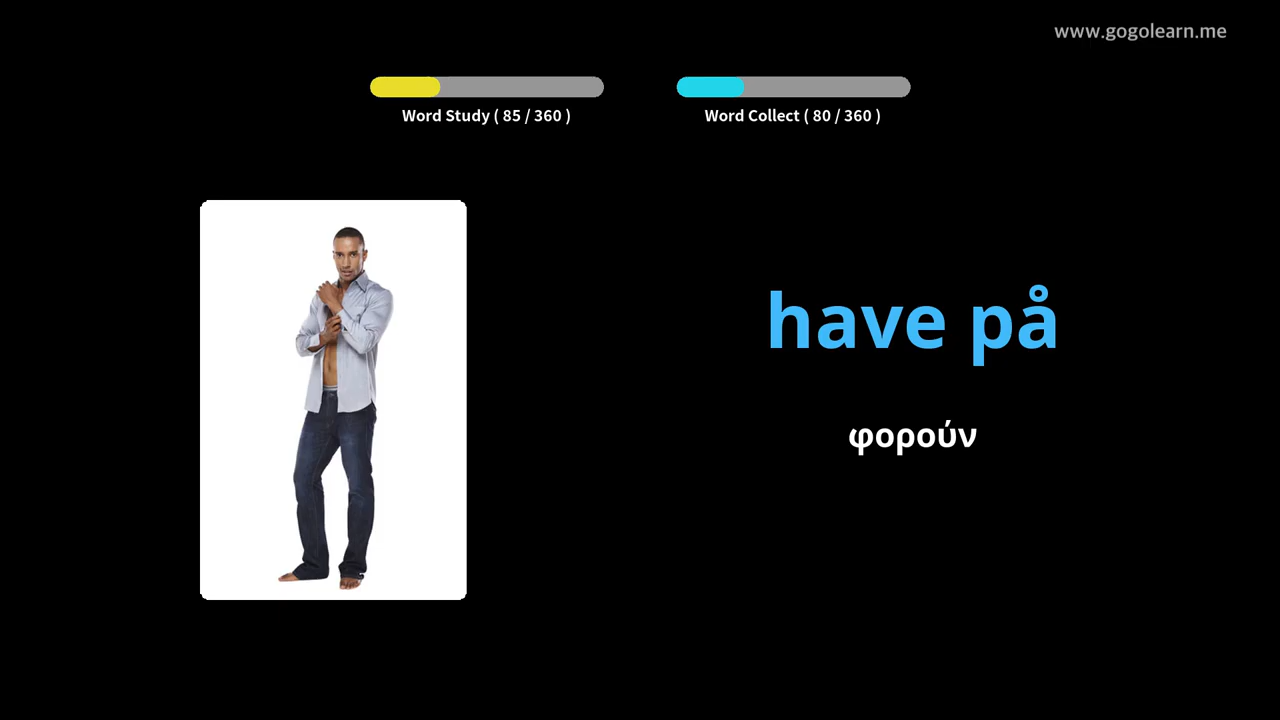 www.gogolearn.me
Word Study ( 85 / 360 )
Word Collect ( 80 / 360 )
have på
φορούν